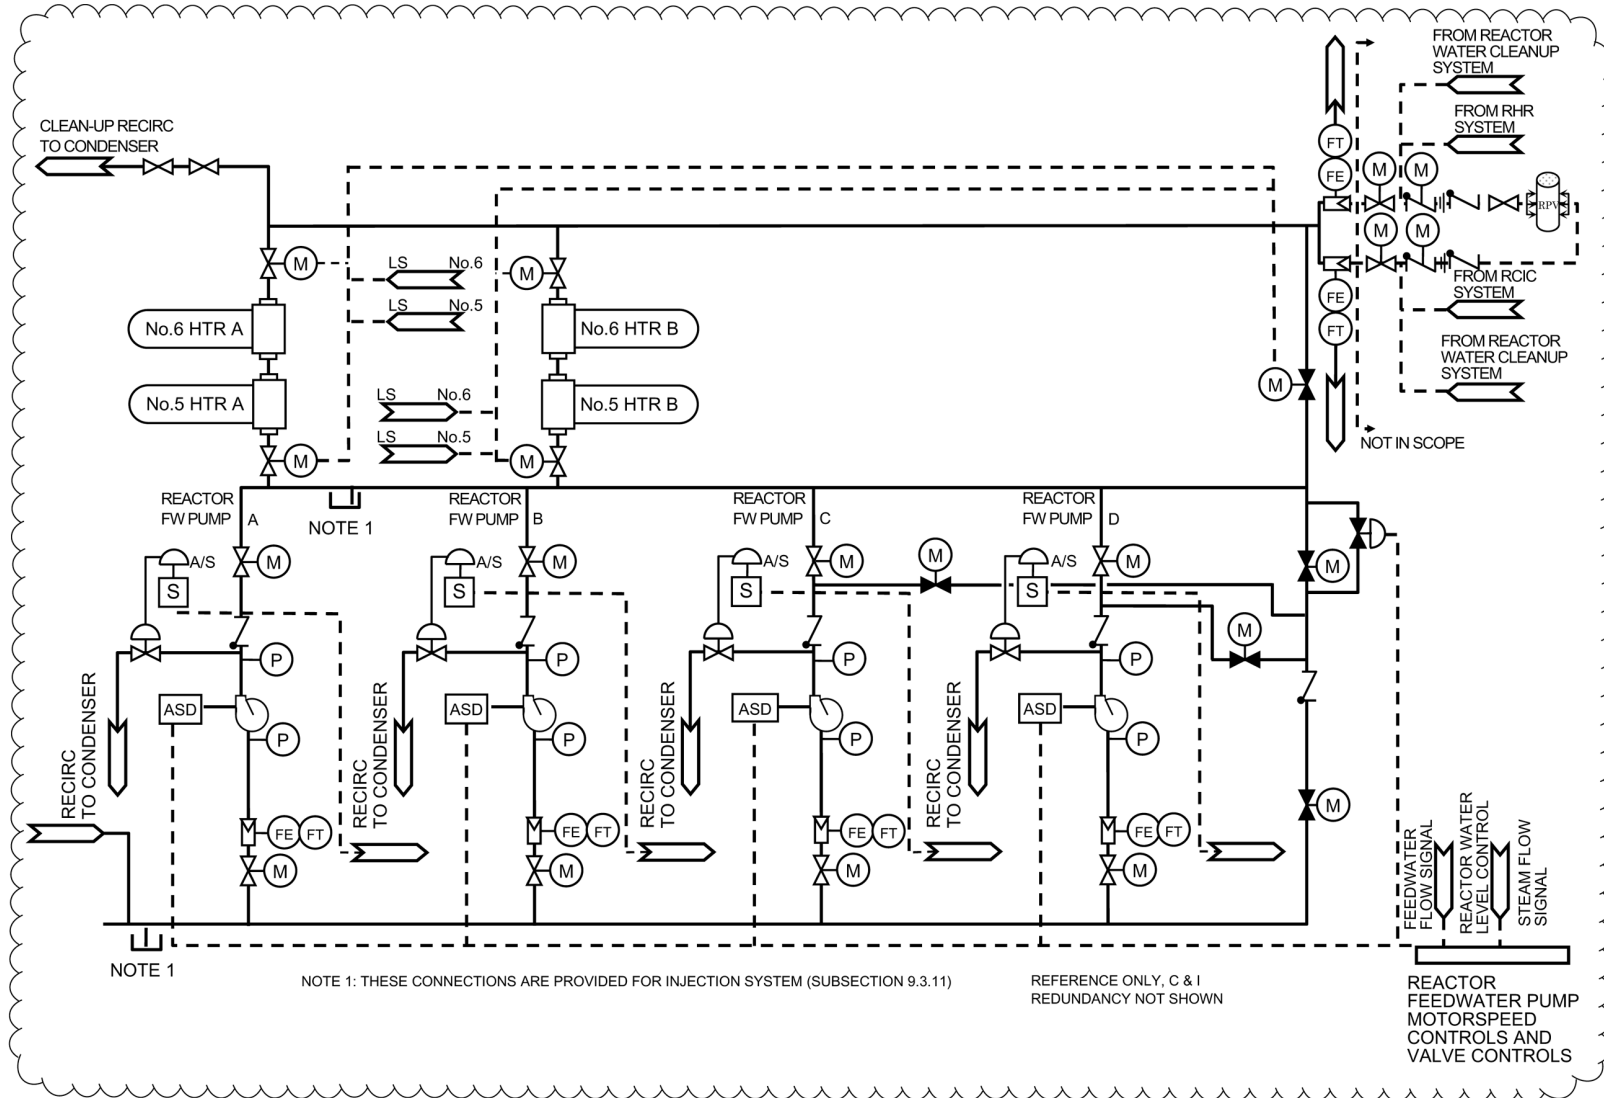 FROM REACTOR
WATER CLEANUP
SYSTEM
FROM RHR
SYSTEM
CLEAN-UP RECIRC
TO CONDENSER
FT
FE
M
M
RPV
M
M
M
LS No.6
M
LS No.5
FROM RCIC
SYSTEM
FE
FT
No.6 HTR A
No.6 HTR B
FROM REACTOR
WATER CLEANUP
SYSTEM
M
No.5 HTR A
LS No.6
No.5 HTR B
LS No.5
NOT IN SCOPE
M
M
REACTOR
FW PUMP A
NOTE 1
REACTOR
FW PUMP B
REACTOR
FW PUMP C
REACTOR
FW PUMP D
A/S
M
A/S
M
A/S
M
M
A/S
M
M
S
S
S
S
M
P
P
P
P
ASD
ASD
ASD
ASD
P
P
P
P
RECIRC
TO CONDENSER
RECIRC
TO CONDENSER
RECIRC
TO CONDENSER
RECIRC
TO CONDENSER
M
FE FT
FE FT
FE FT
FE FT
M
M
M
M
FEEDWATER
FLOW SIGNAL
REACTOR WATER
LEVEL CONTROL
STEAM FLOW
SIGNAL
NOTE 1
NOTE 1: THESE CONNECTIONS ARE PROVIDED FOR INJECTION SYSTEM (SUBSECTION 9.3.11)
REFERENCE ONLY, C & I
REDUNDANCY NOT SHOWN
REACTOR
FEEDWATER PUMP
MOTORSPEED
CONTROLS AND
VALVE CONTROLS